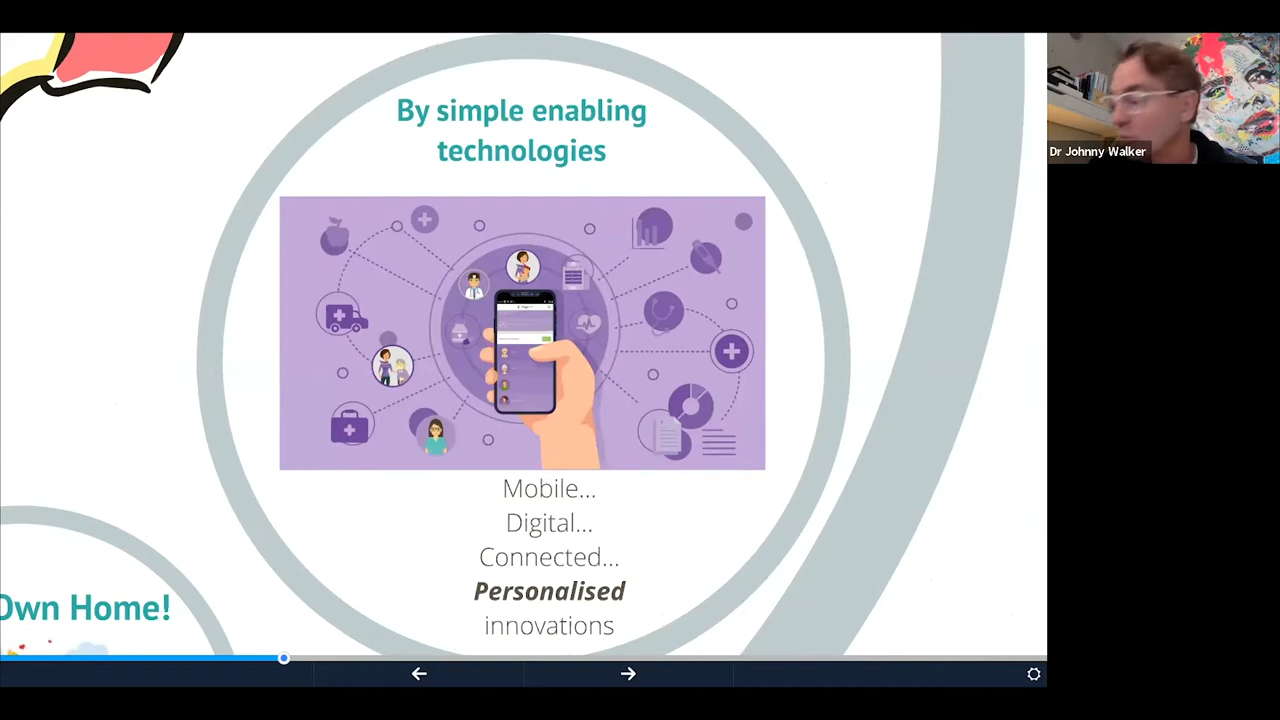 By simple enabling
technologies
Dr Johnny Walker
Mobile...
Digital...
Connected...
Personalised
innovations
Own Home!